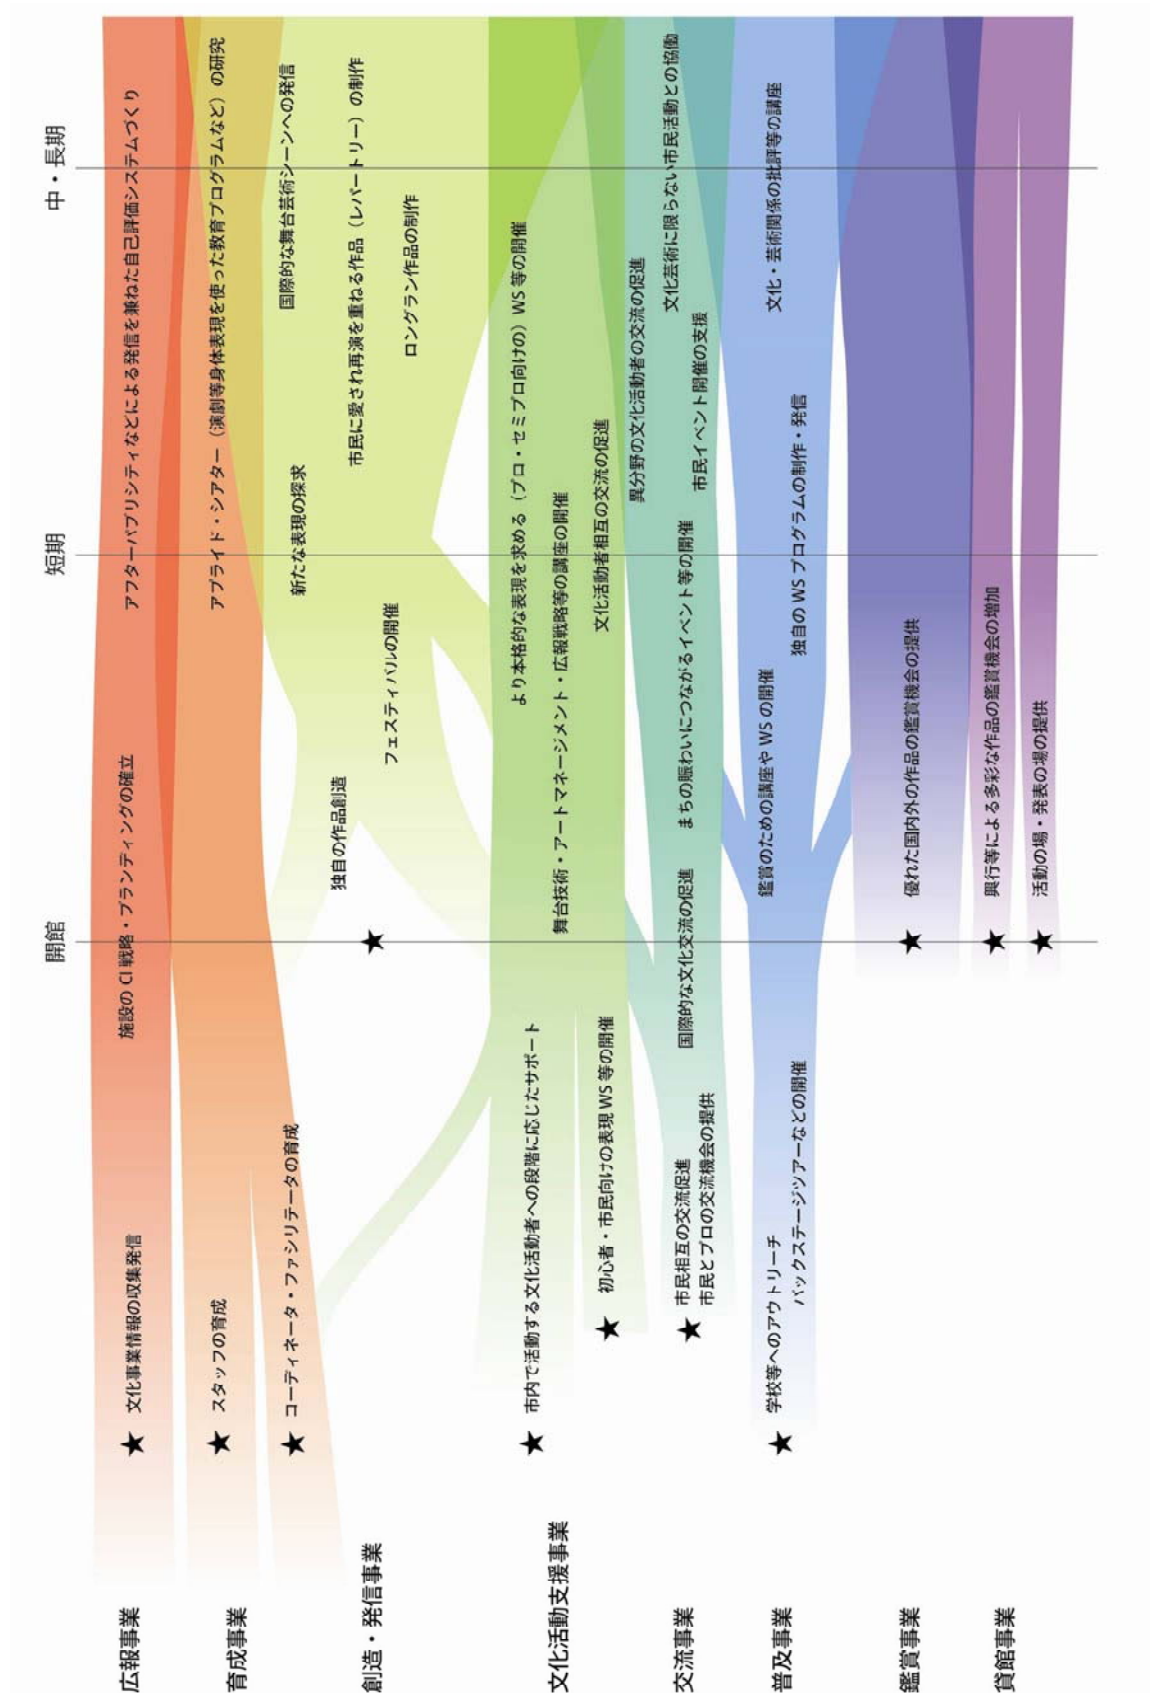 開館
短期
中・長期
広報事業
★
文化事業情報の収集発信
施設の CI 戦略・ブランディングの確立
アフターパブリシティなどによる発信を兼ねた自己評価システムづくり
育成事業
★
スタッフの育成
アプライド・シアター（演劇等身体表現を使った教育プログラムなど）の研究
★
コーディネータ・ファシリテータの育成
創造・発信事業
★
新たな表現の探求
国際的な舞台芸術シーンへの発信
独自の作品創造
市民に愛され再演を重ねる作品（レパートリー）の制作
フェスティバルの開催
ロングラン作品の制作
文化活動支援事業
★
市内で活動する文化活動者への段階に応じたサポート
より本格的な表現を求める（プロ・セミプロ向けの）WS 等の開催
舞台技術・アートマネージメント・広報戦略等の講座の開催
★
初心者・市民向けの表現 WS 等の開催
文化活動者相互の交流の促進
異分野の文化活動者の交流の促進
交流事業
★
市民相互の交流促進
市民とプロの交流機会の提供
国際的な文化交流の促進
まちの賑わいにつながるイベント等の開催
文化芸術に限らない市民活動との協働
市民イベント開催の支援
普及事業
★
学校等へのアウトリーチ
バックステージツアーなどの開催
鑑賞のための講座や WS の開催
独自の WS プログラムの制作・発信
文化・芸術関係の批評等の講座
鑑賞事業
★
優れた国内外の作品の鑑賞機会の提供
貸館事業
★
興行等による多彩な作品の鑑賞機会の増加
★
活動の場・発表の場の提供